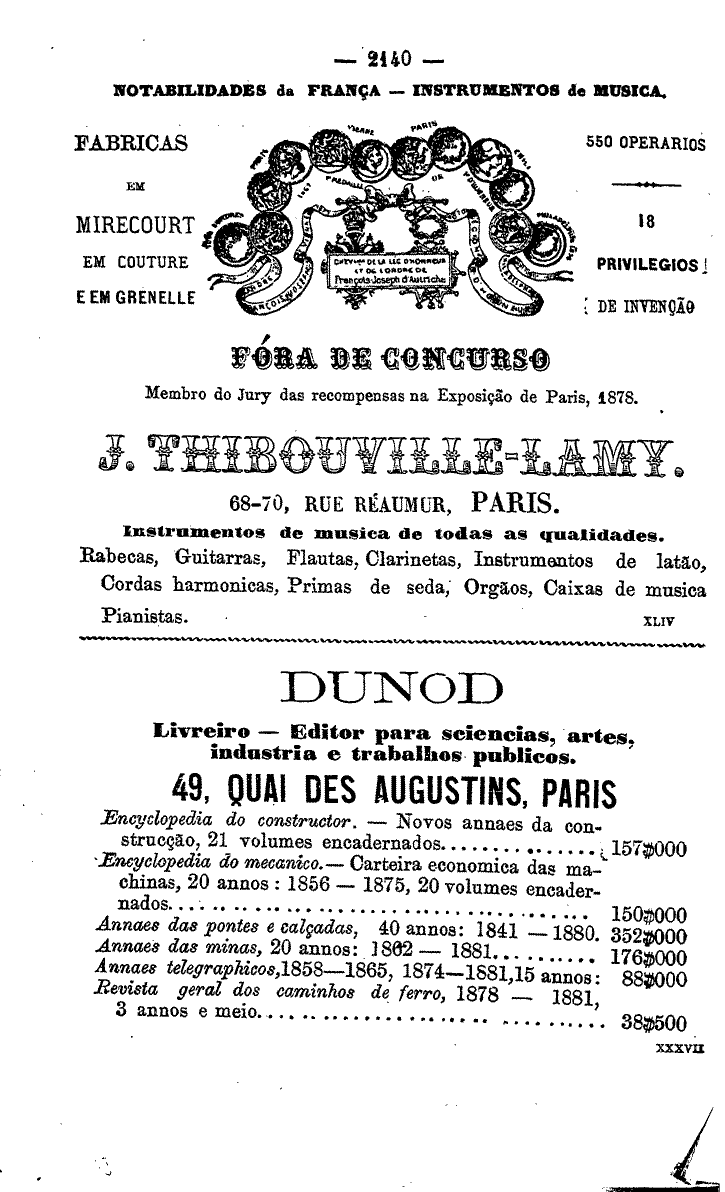 — 2140 —
NOTABILIDADES da FRANÇA — INSTRUMENTOS de MUSICA.
FABRICAS
EM
MIRECOURT
EM COUTURE
E EM GRENELLE
PARIS
François-Joseph d'Autriche
550 OPERARIOS
18
PRIVILEGIOS
DE INVENÇÃO
FÓRA DE CONCURSO
Membro do Jury das recompensas na Exposição de Paris, 1878.
J. THIBOUVILLE-LAMY.
68-70, RUE RÉAUMUR, PARIS.
Instrumentos de musica de todas as qualidades.
Rabecas, Guitarras, Flautas, Clarinetas, Instrumentos de latão,
Cordas harmonicas, Primas de seda, Orgãos, Caixas de musica
Pianistas. XLIV
DUNOD
Livreiro — Editor para sciencias, artes,
industria e trabalhos publicos.
49, QUAI DES AUGUSTINS, PARIS
Encyclopedia do constructor. — Novos annaes da con-
strucção, 21 volumes encadernados................ 157$000
Encyclopedia do mecanico. — Carteira economica das ma-
chinas, 20 annos : 1856 — 1875, 20 volumes encader-
nados............................................ 150$000
Annaes das pontes e calçadas, 40 annos: 1841 — 1880. 352$000
Annaes das minas, 20 annos: 1862 — 1881.......... 176$000
Annaes telegraphicos, 1858—1865, 1874—1881, 15 annos: 88$000
Revista geral dos caminhos de ferro, 1878 — 1881,
3 annos e meio................................... 38$500
XXXVII